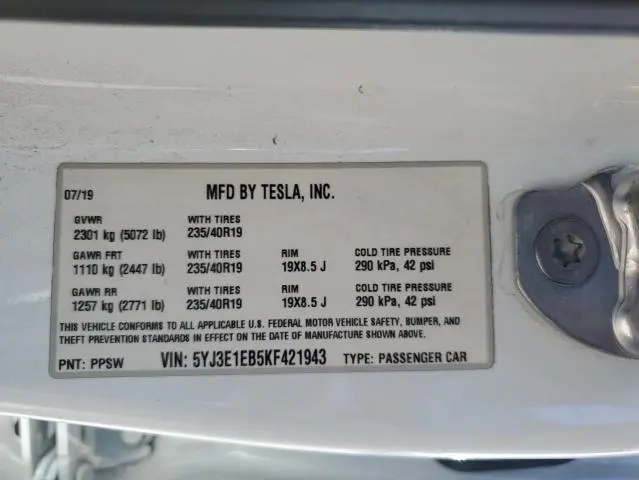 07/19 MFD BY TESLA, INC.
GVWR WITH TIRES
2301 kg (5072 lb) 235/40R19
GAWR FRT WITH TIRES RIM COLD TIRE PRESSURE
1110 kg (2447 lb) 235/40R19 19X8.5 J 290 kPa, 42 psi
GAWR RR WITH TIRES RIM COLD TIRE PRESSURE
1257 kg (2771 lb) 235/40R19 19X8.5 J 290 kPa, 42 psi
THIS VEHICLE CONFORMS TO ALL APPLICABLE U.S. FEDERAL MOTOR VEHICLE SAFETY, BUMPER, AND
THEFT PREVENTION STANDARDS IN EFFECT ON THE DATE OF MANUFACTURE SHOWN ABOVE.
PNT: PPSW VIN: 5YJ3E1EB5KF421943 TYPE: PASSENGER CAR